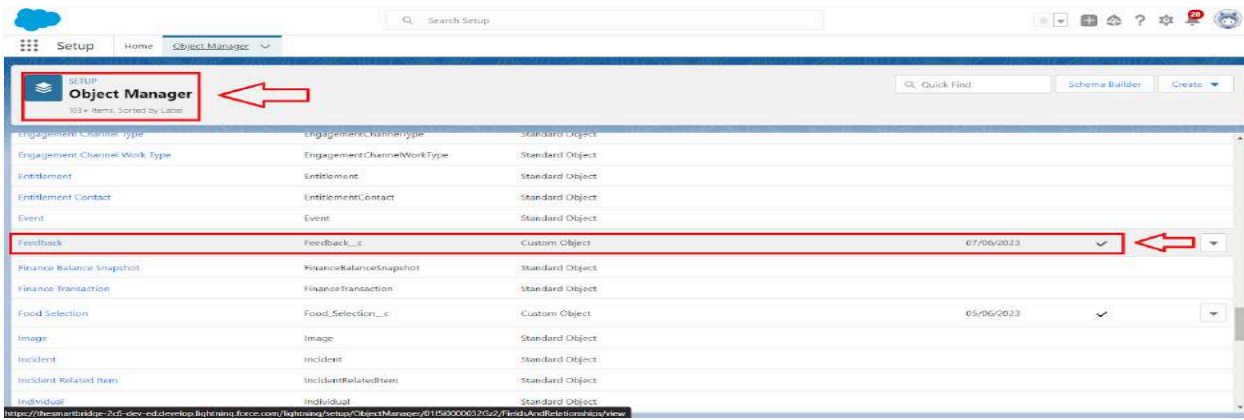 Search Setup
20
Setup Home Object Manager
SETUP
Object Manager
103+ Items, Sorted by Label
Quick Find Schema Builder Create
Engagement Channel Type EngagementChannelType Standard Object
Engagement Channel Work Type EngagementChannelWorkType Standard Object
Entitlement Entitlement Standard Object
Entitlement Contact EntitlementContact Standard Object
Event Event Standard Object
Feedback Feedback__c Custom Object 07/06/2023
Finance Balance Snapshot FinanceBalanceSnapshot Standard Object
Finance Transaction FinanceTransaction Standard Object
Food Selection Food_Selection__c Custom Object 05/06/2023
Image Image Standard Object
Incident Incident Standard Object
Incident Related Item IncidentRelatedItem Standard Object
Individual Individual Standard Object